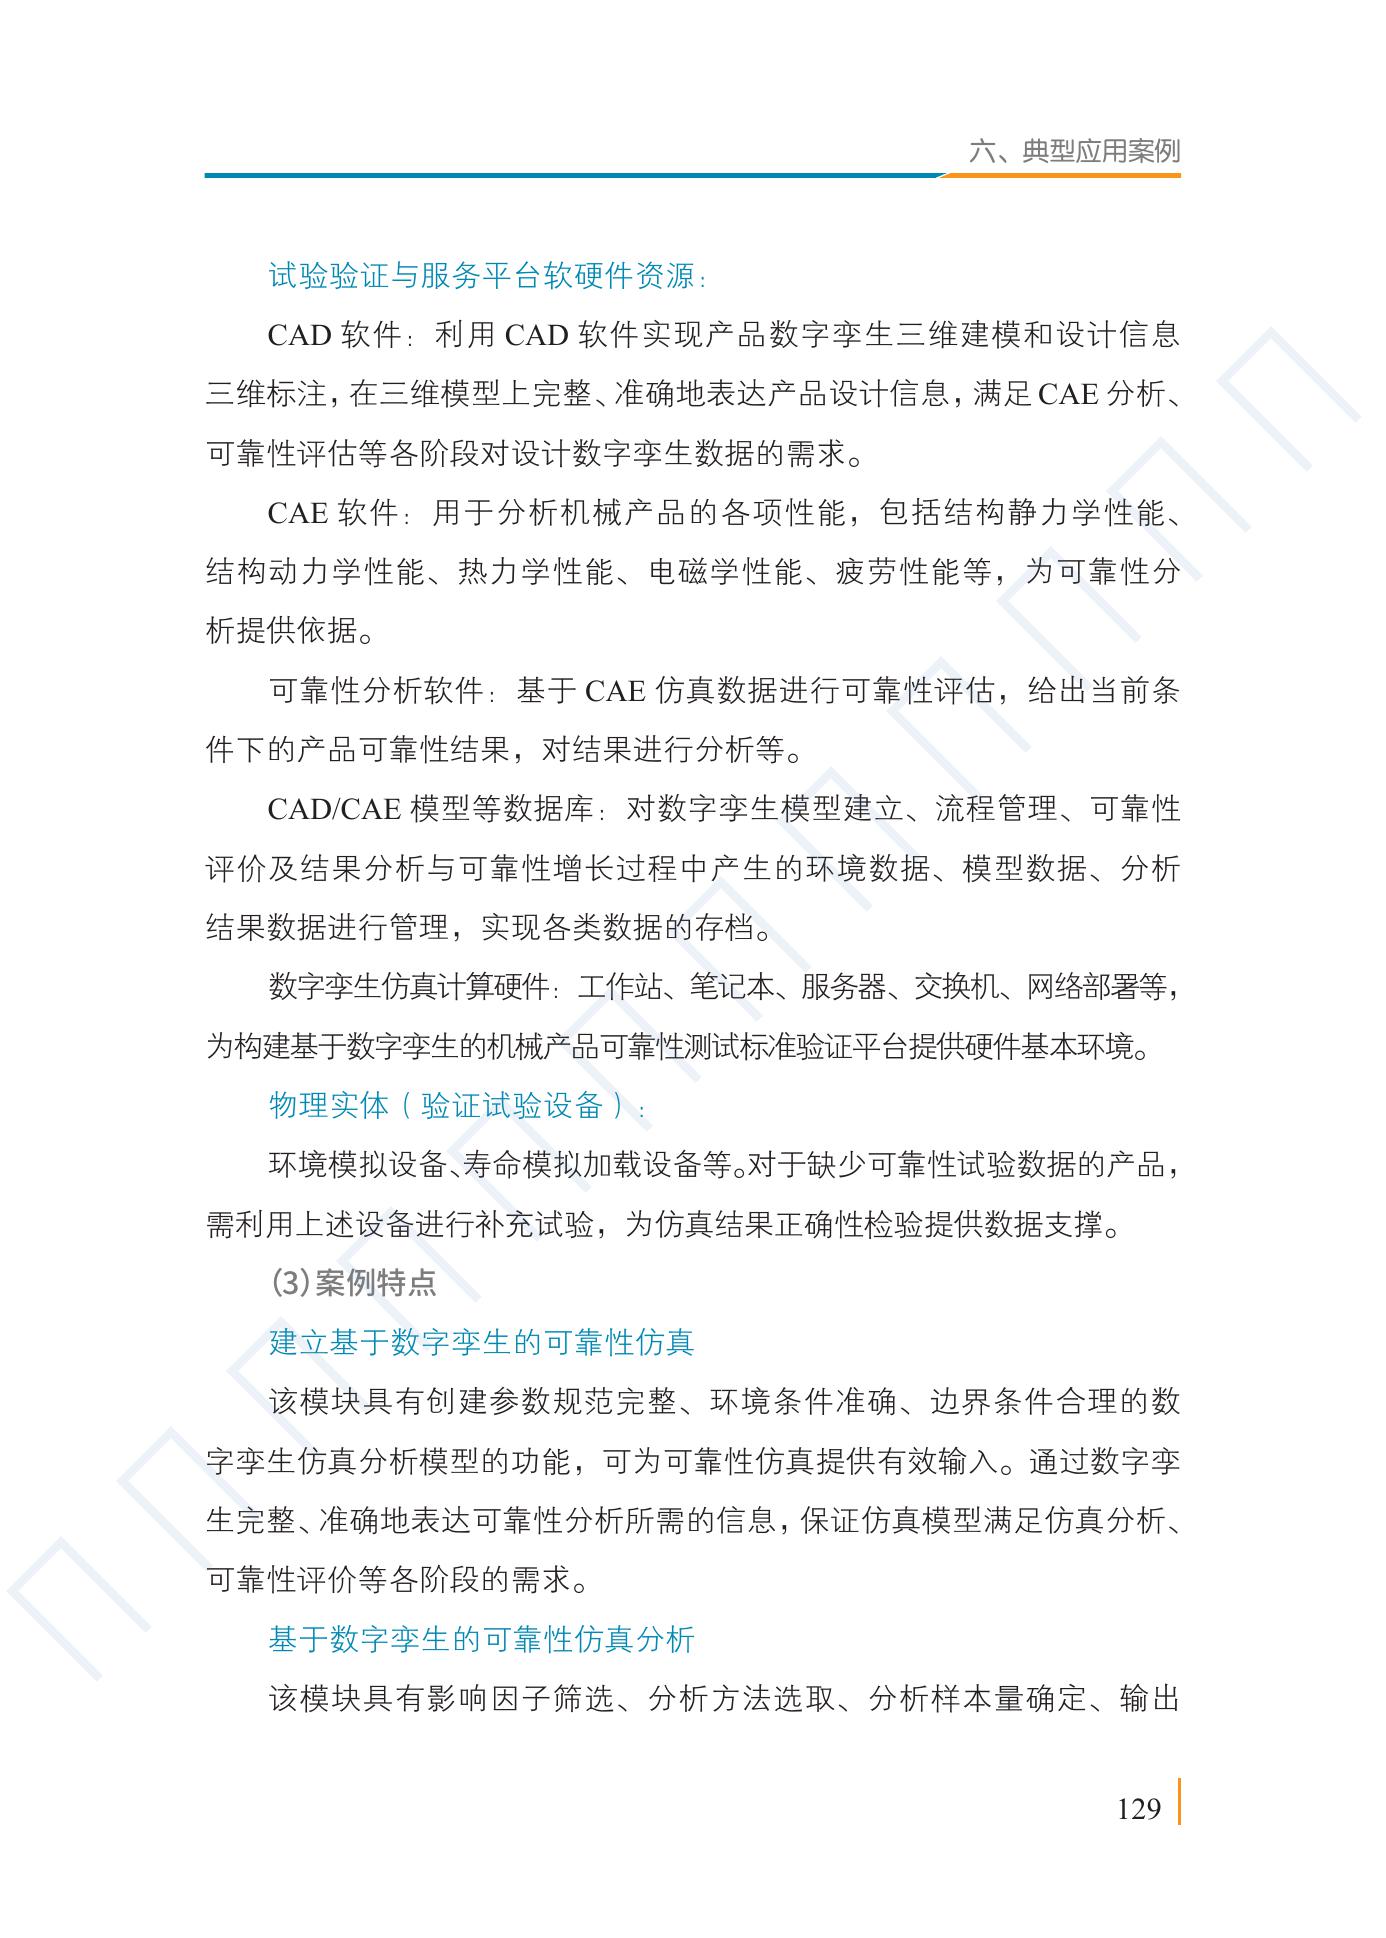 六、典型应用案例
试验验证与服务平台软硬件资源：
CAD 软件：利用 CAD 软件实现产品数字孪生三维建模和设计信息
三维标注，在三维模型上完整、准确地表达产品设计信息，满足 CAE 分析、
可靠性评估等各阶段对设计数字孪生数据的需求。
CAE 软件：用于分析机械产品的各项性能，包括结构静力学性能、
结构动力学性能、热力学性能、电磁学性能、疲劳性能等，为可靠性分
析提供依据。
可靠性分析软件：基于 CAE 仿真数据进行可靠性评估，给出当前条
件下的产品可靠性结果，对结果进行分析等。
CAD/CAE 模型等数据库：对数字孪生模型建立、流程管理、可靠性
评价及结果分析与可靠性增长过程中产生的环境数据、模型数据、分析
结果数据进行管理，实现各类数据的存档。
数字孪生仿真计算硬件：工作站、笔记本、服务器、交换机、网络部署等，
为构建基于数字孪生的机械产品可靠性测试标准验证平台提供硬件基本环境。
物理实体（验证试验设备）：
环境模拟设备、寿命模拟加载设备等。对于缺少可靠性试验数据的产品，
需利用上述设备进行补充试验，为仿真结果正确性检验提供数据支撑。
(3)案例特点
建立基于数字孪生的可靠性仿真
该模块具有创建参数规范完整、环境条件准确、边界条件合理的数
字孪生仿真分析模型的功能，可为可靠性仿真提供有效输入。通过数字孪
生完整、准确地表达可靠性分析所需的信息，保证仿真模型满足仿真分析、
可靠性评价等各阶段的需求。
基于数字孪生的可靠性仿真分析
该模块具有影响因子筛选、分析方法选取、分析样本量确定、输出
129